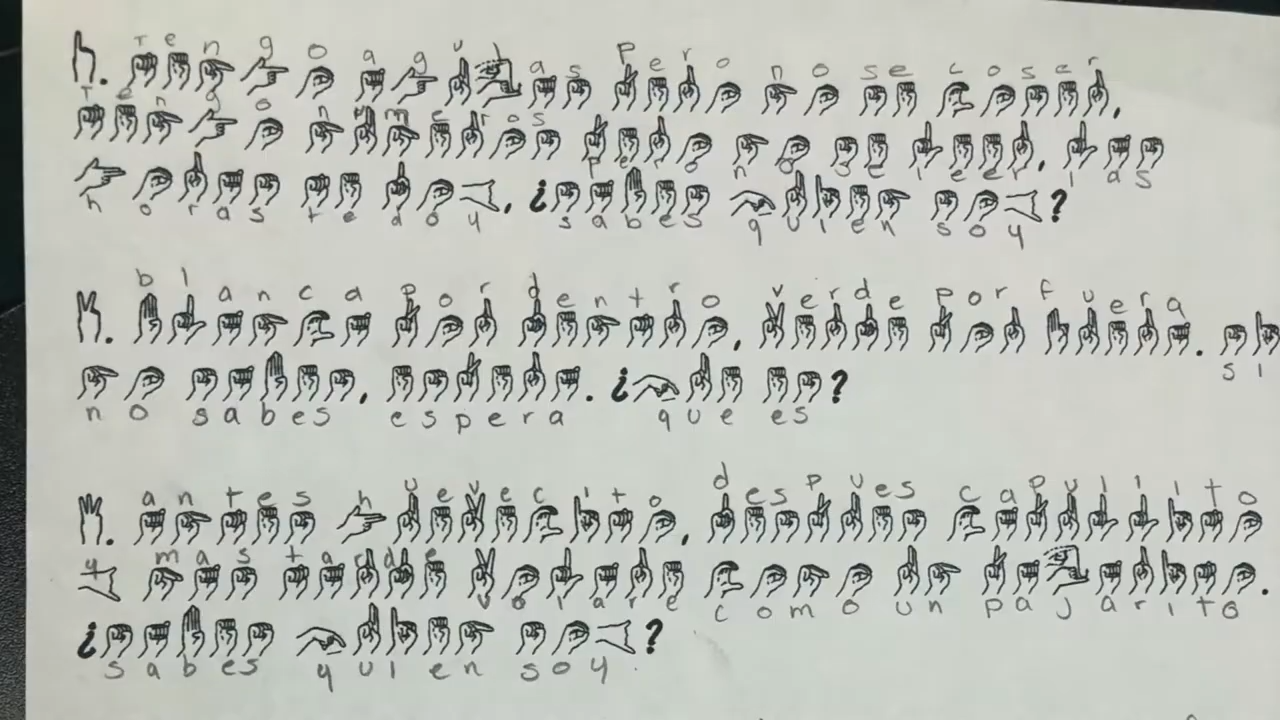 1. Tengo agujas pero no se coser.
Tengo numeros pero no se leer. las
horas te doy. ¿sabes quien soy?
2. blanca por dentro, verde por fuera. si
no sabes, espera. ¿que es?
3. antes huevecito, despues capullito
y mas tarde volare como un pajarito.
¿sabes quien soy?